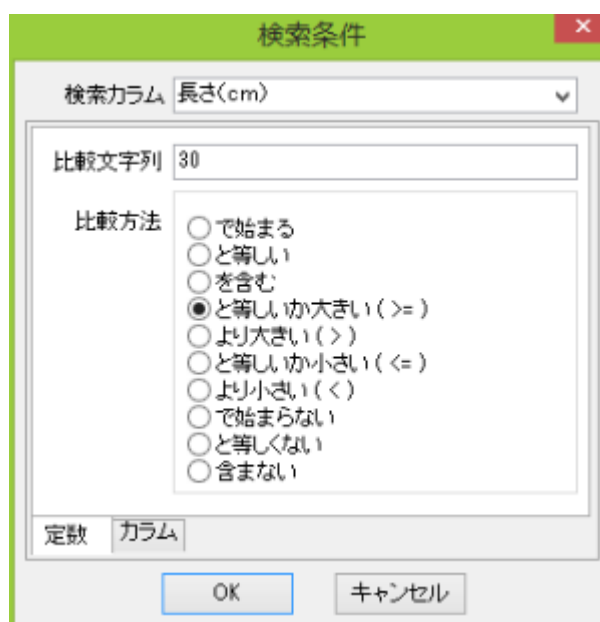 検索条件
検索カラム 長さ(cm)
比較文字列 30
比較方法
で始まる
と等しい
を含む
と等しいか大きい ( >= )
より大きい ( > )
と等しいか小さい ( <= )
より小さい ( < )
で始まらない
と等しくない
含まない
定数 カラム
OK キャンセル